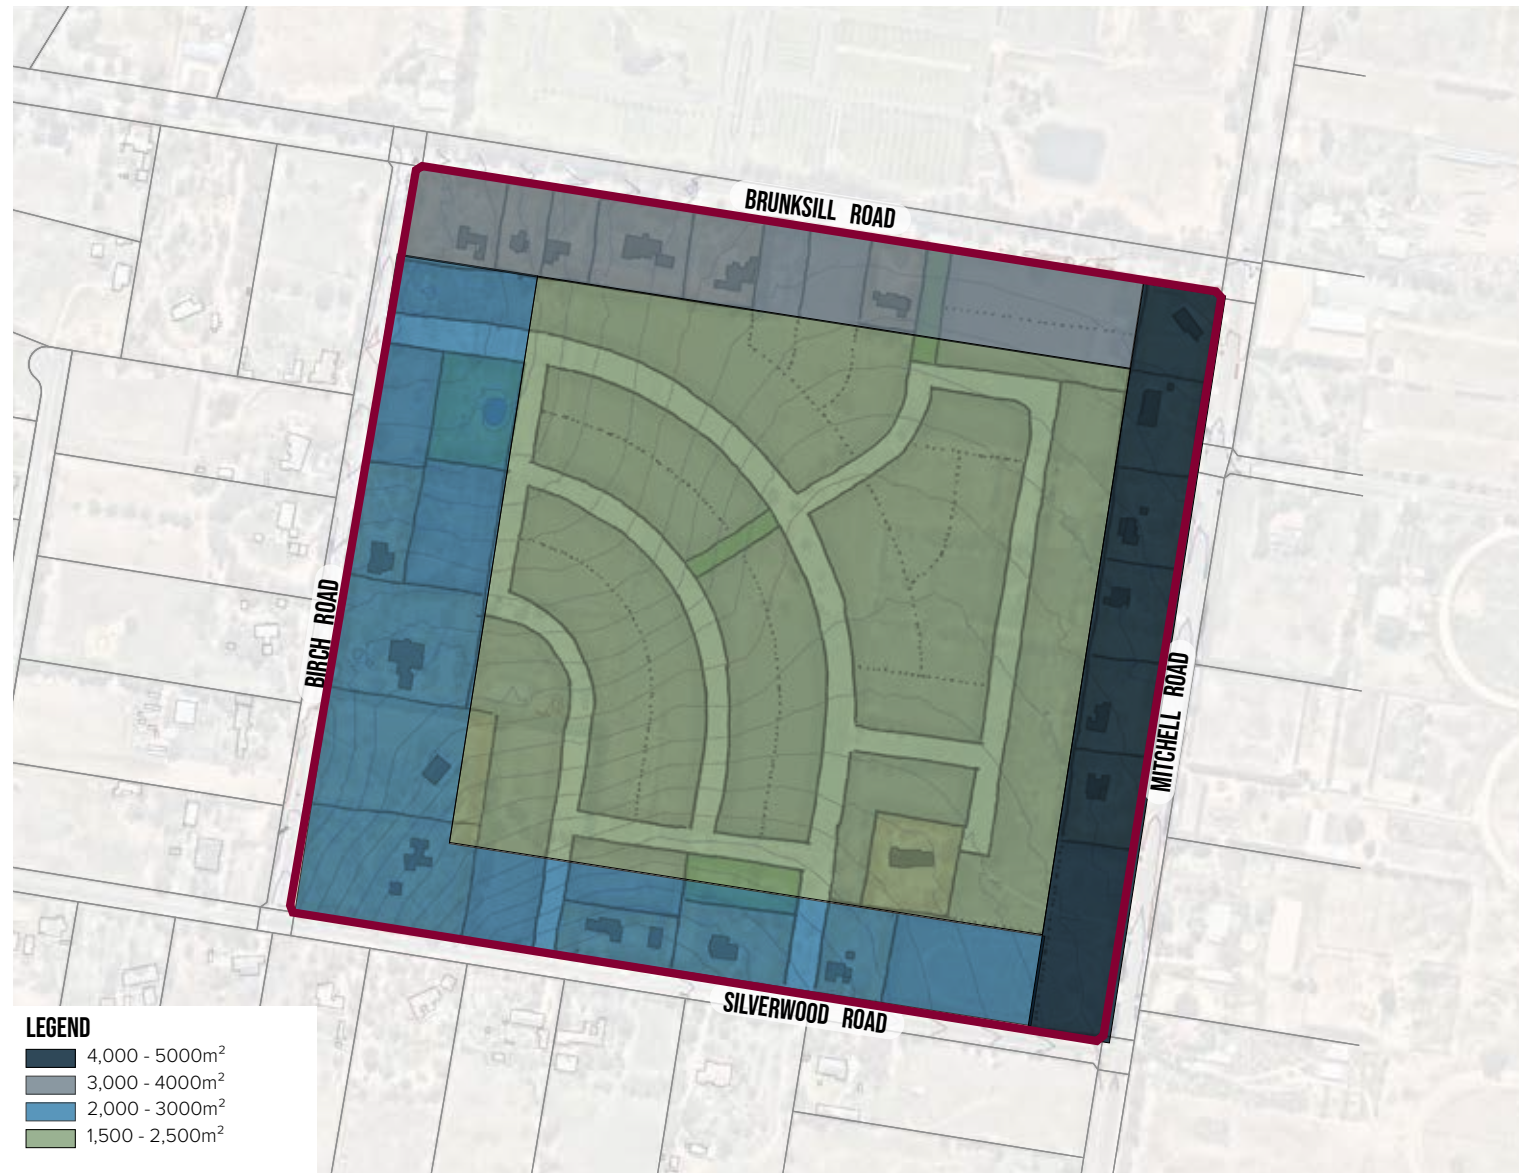 BRUNKSILL ROAD
BIRCH ROAD
MITCHELL ROAD
SILVERWOOD ROAD
LEGEND
4,000 - 5000m²
3,000 - 4000m²
2,000 - 3000m²
1,500 - 2,500m²